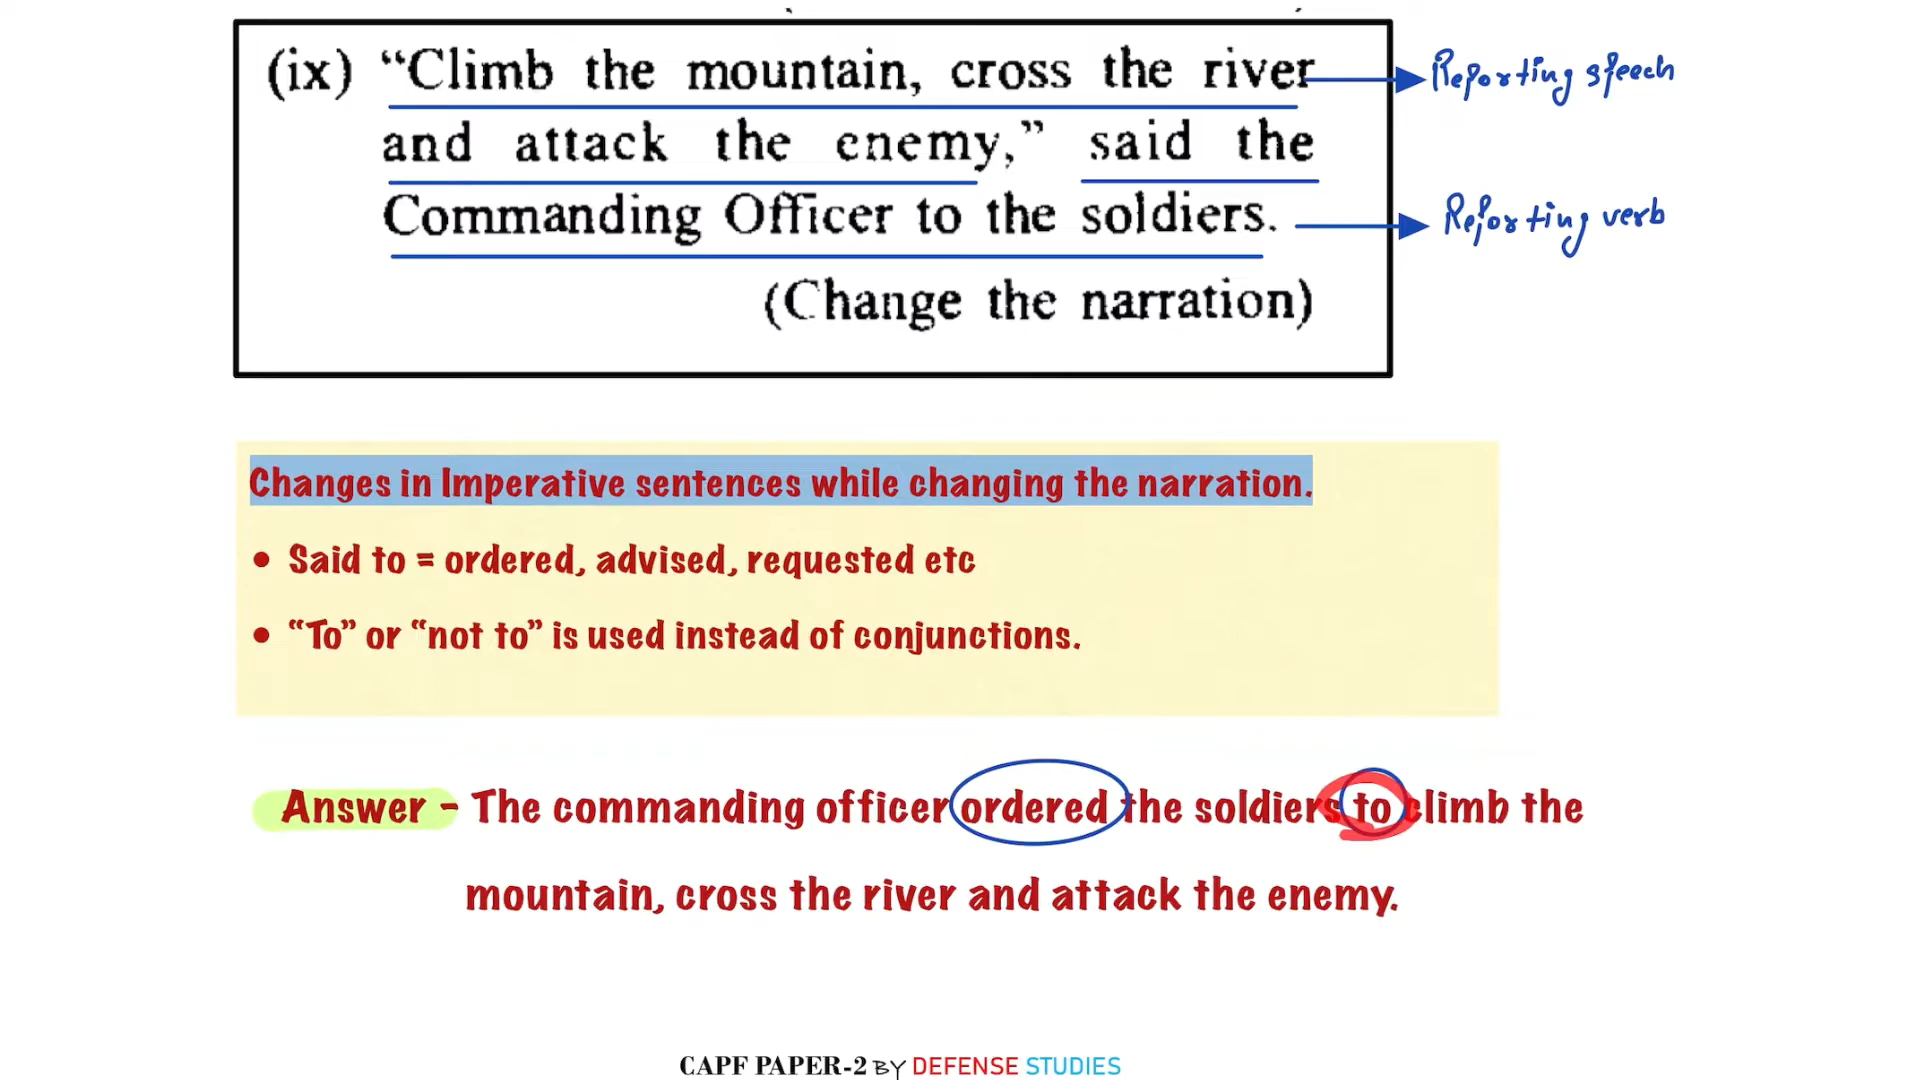 (ix) “Climb the mountain, cross the river
Reporting speech
and attack the enemy,” said the
Commanding Officer to the soldiers.
Reporting verb
(Change the narration)
Changes in Imperative sentences while changing the narration.
• Said to = ordered, advised, requested etc
• “To” or “not to” is used instead of conjunctions.
Answer - The commanding officer ordered the soldiers to climb the
mountain, cross the river and attack the enemy.
CAPF PAPER-2 BY DEFENSE STUDIES